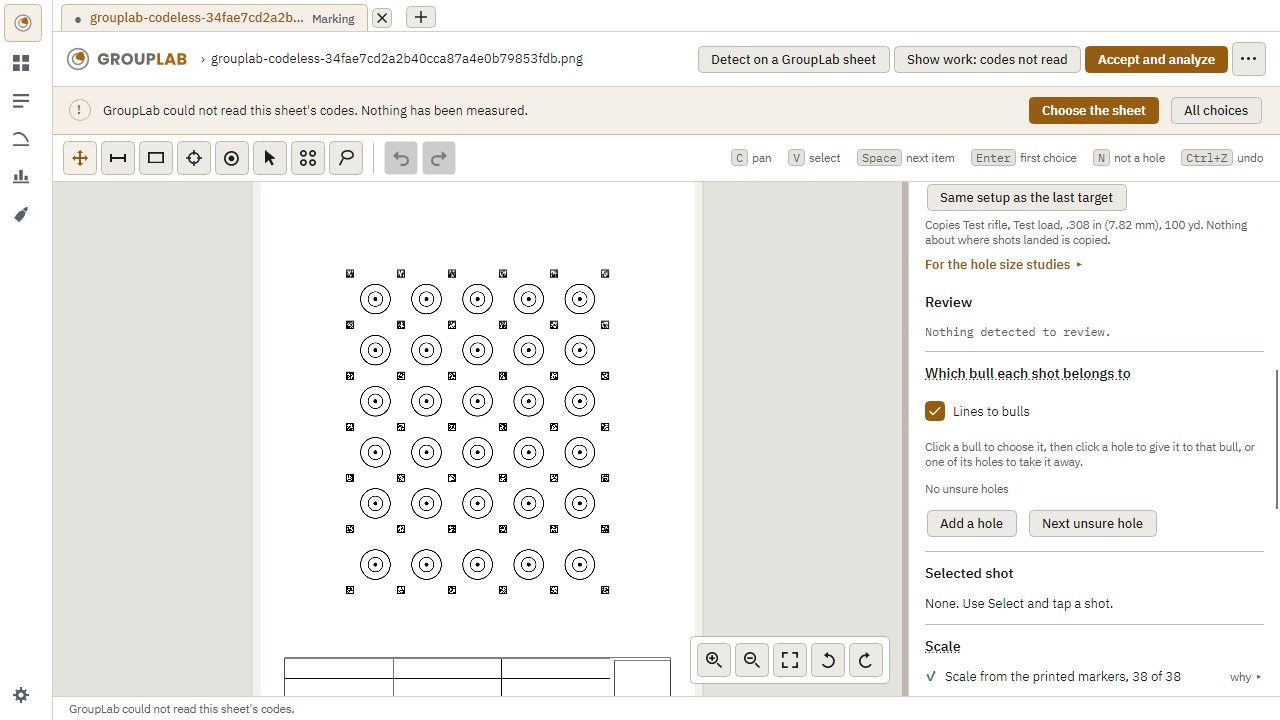 grouplab-codeless-34fae7cd2a2b... Marking
GROUPLAB › grouplab-codeless-34fae7cd2a2b40cca87a4e0b79853fdb.png
Detect on a GroupLab sheet
Show work: codes not read
Accept and analyze
! GroupLab could not read this sheet's codes. Nothing has been measured.
Choose the sheet
All choices
C pan
V select
Space next item
Enter first choice
N not a hole
Ctrl+Z undo
Same setup as the last target
Copies Test rifle, Test load, .308 in (7.82 mm), 100 yd. Nothing
about where shots landed is copied.
For the hole size studies ▸
Review
Nothing detected to review.
Which bull each shot belongs to
Lines to bulls
Click a bull to choose it, then click a hole to give it to that bull, or
one of its holes to take it away.
No unsure holes
Add a hole
Next unsure hole
Selected shot
None. Use Select and tap a shot.
Scale
✓ Scale from the printed markers, 38 of 38
why ▸
GroupLab could not read this sheet's codes.